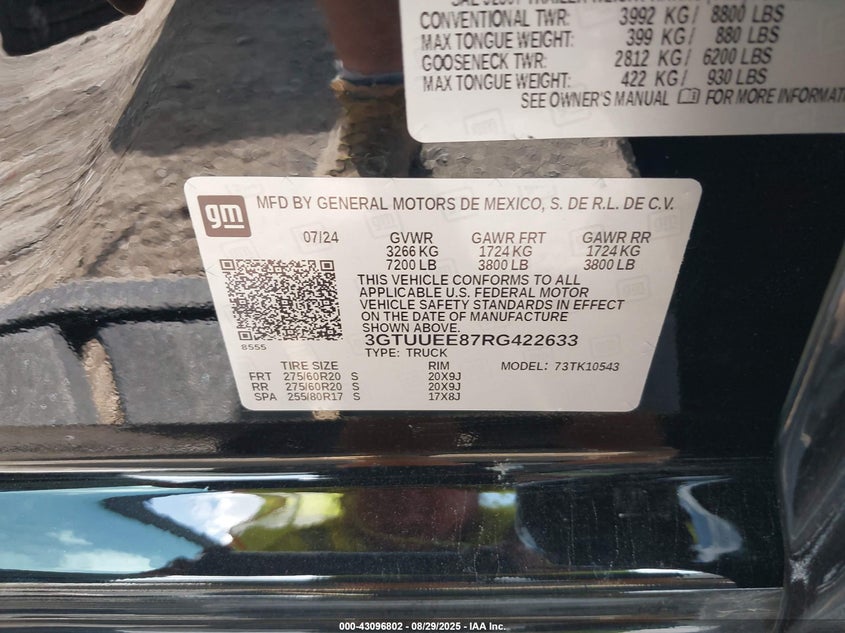 CONVENTIONAL TWR: 3992 KG/ 8800 LBS
MAX TONGUE WEIGHT: 399 KG/ 880 LBS
GOOSENECK TWR: 2812 KG/ 6200 LBS
MAX TONGUE WEIGHT: 422 KG/ 930 LBS
SEE OWNER'S MANUAL FOR MORE INFORMATI
gm MFD BY GENERAL MOTORS DE MEXICO, S. DE R.L. DE C.V.
07/24 GVWR GAWR FRT GAWR RR
3266 KG 1724 KG 1724 KG
7200 LB 3800 LB 3800 LB
THIS VEHICLE CONFORMS TO ALL
APPLICABLE U.S. FEDERAL MOTOR
VEHICLE SAFETY STANDARDS IN EFFECT
ON THE DATE OF MANUFACTURE
SHOWN ABOVE.
8555
3GTUUEE87RG422633
TYPE: TRUCK MODEL: 73TK10543
TIRE SIZE RIM
FRT 275/60R20 S 20X9J
RR 275/60R20 S 20X9J
SPA 255/80R17 S 17X8J
000-43096802 - 08/29/2025 - IAA Inc.